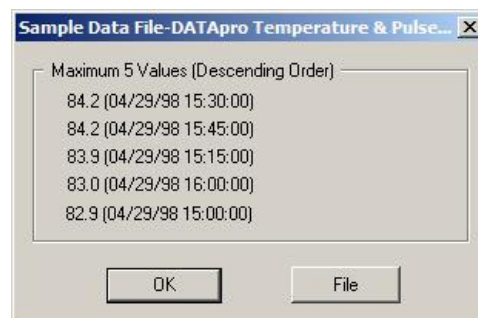 Sample Data File-DATApro Temperature & Pulse...
Maximum 5 Values (Descending Order)
84.2 (04/29/98 15:30:00)
84.2 (04/29/98 15:45:00)
83.9 (04/29/98 15:15:00)
83.0 (04/29/98 16:00:00)
82.9 (04/29/98 15:00:00)
OK
File